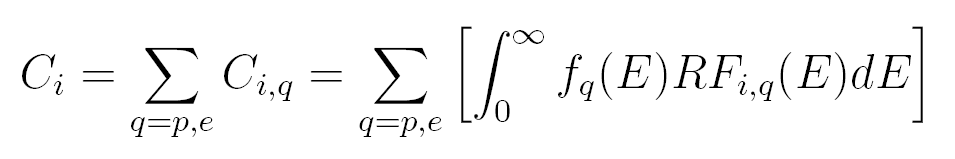 C_i = \sum_{q=p,e} C_{i,q} = \sum_{q=p,e} \left[ \int_0^\infty f_q(E) RF_{i,q}(E) dE \right]